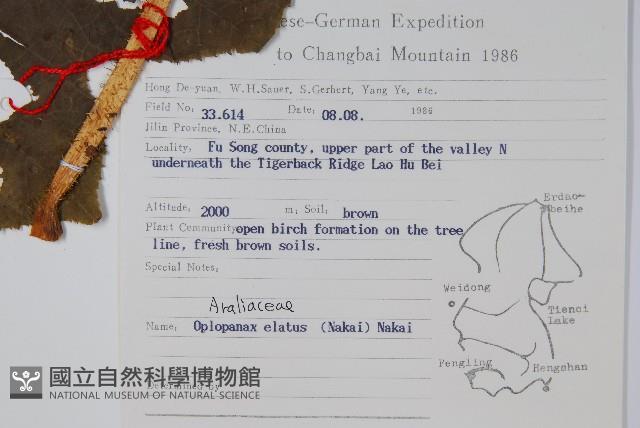 ese-German Expedition
to Changbai Mountain 1986
Hong De-yuan, W.H.Sauer, S.Gerhert, Yang Ye, etc.
Field No: 33.614 Date: 08.08. 1986
Jilin Province, N.E.China
Locality: Fu Song county, upper part of the valley N
underneath the Tigerback Ridge Lao Hu Bei
Altitude: 2000 m; Soil: brown
Plant Community: open birch formation on the tree
line, fresh brown soils.
Special Notes:
Araliaceae
Name: Oplopanax elatus (Nakai) Nakai
Determined by
Erdao-
beihe
Weidong
Tienci
Lake
Fengling
Hengshan
國立自然科學博物館
NATIONAL MUSEUM OF NATURAL SCIENCE